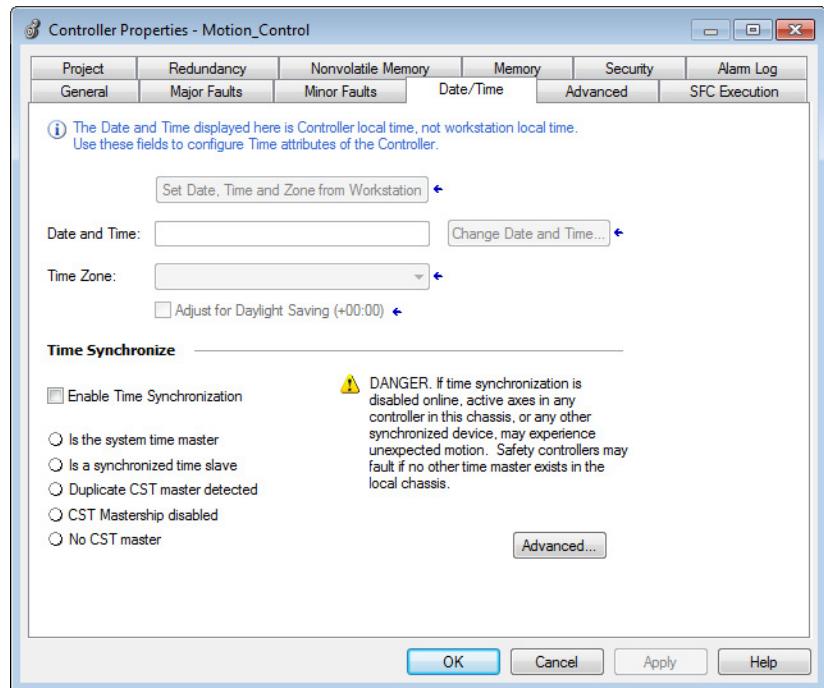 Controller Properties - Motion_Control
Project Redundancy Nonvolatile Memory Memory Security Alarm Log
General Major Faults Minor Faults Date/Time Advanced SFC Execution
The Date and Time displayed here is Controller local time, not workstation local time.
Use these fields to configure Time attributes of the Controller.
Set Date, Time and Zone from Workstation
Date and Time: Change Date and Time...
Time Zone:
Adjust for Daylight Saving (+00:00)
Time Synchronize
Enable Time Synchronization
DANGER. If time synchronization is
disabled online, active axes in any
controller in this chassis, or any other
synchronized device, may experience
unexpected motion. Safety controllers may
fault if no other time master exists in the
local chassis.
Is the system time master
Is a synchronized time slave
Duplicate CST master detected
CST Mastership disabled
No CST master
Advanced...
OK Cancel Apply Help